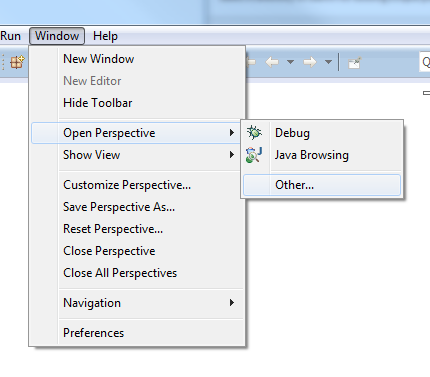 Run Window Help
New Window
New Editor
Hide Toolbar
Open Perspective
Debug
Show View
Java Browsing
Other...
Customize Perspective...
Save Perspective As...
Reset Perspective...
Close Perspective
Close All Perspectives
Navigation
Preferences